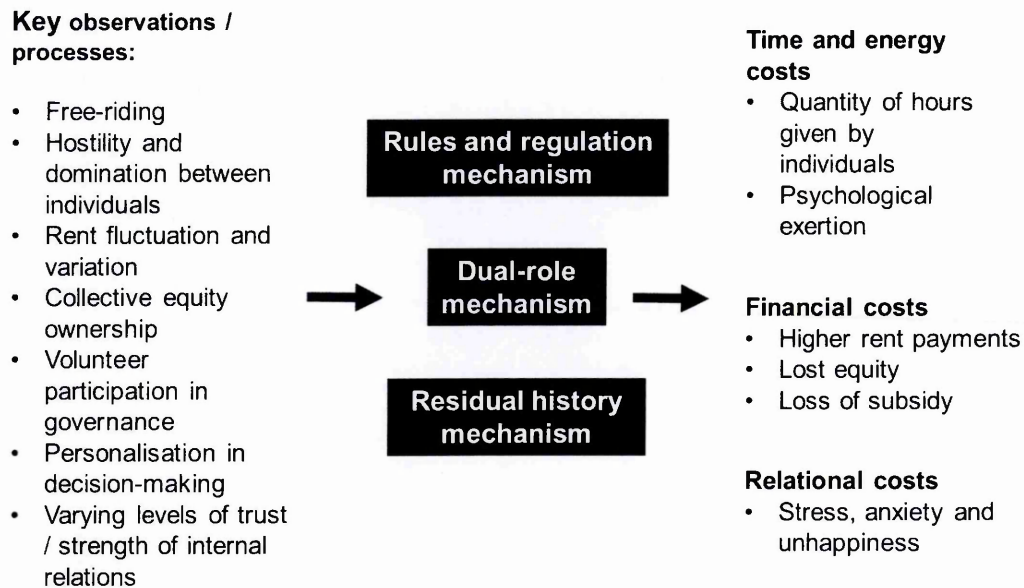 Key observations /
processes:
• Free-riding
• Hostility and
domination between
individuals
• Rent fluctuation and
variation
• Collective equity
ownership
• Volunteer
participation in
governance
• Personalisation in
decision-making
• Varying levels of trust
/ strength of internal
relations
Rules and regulation
mechanism
Dual-role
mechanism
Residual history
mechanism
Time and energy
costs
• Quantity of hours
given by
individuals
• Psychological
exertion
Financial costs
• Higher rent payments
• Lost equity
• Loss of subsidy
Relational costs
• Stress, anxiety and
unhappiness